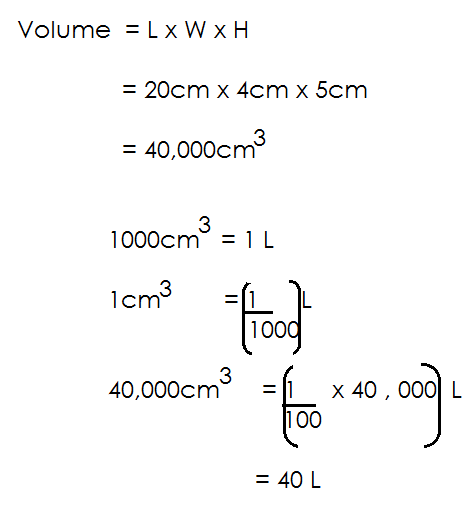 Volume = L x W x H
= 20cm x 4cm x 5cm
= 40,000cm³
1000cm³ = 1 L
1cm³ = (1/1000) L
40,000cm³ = (1/100 x 40 , 000) L
= 40 L